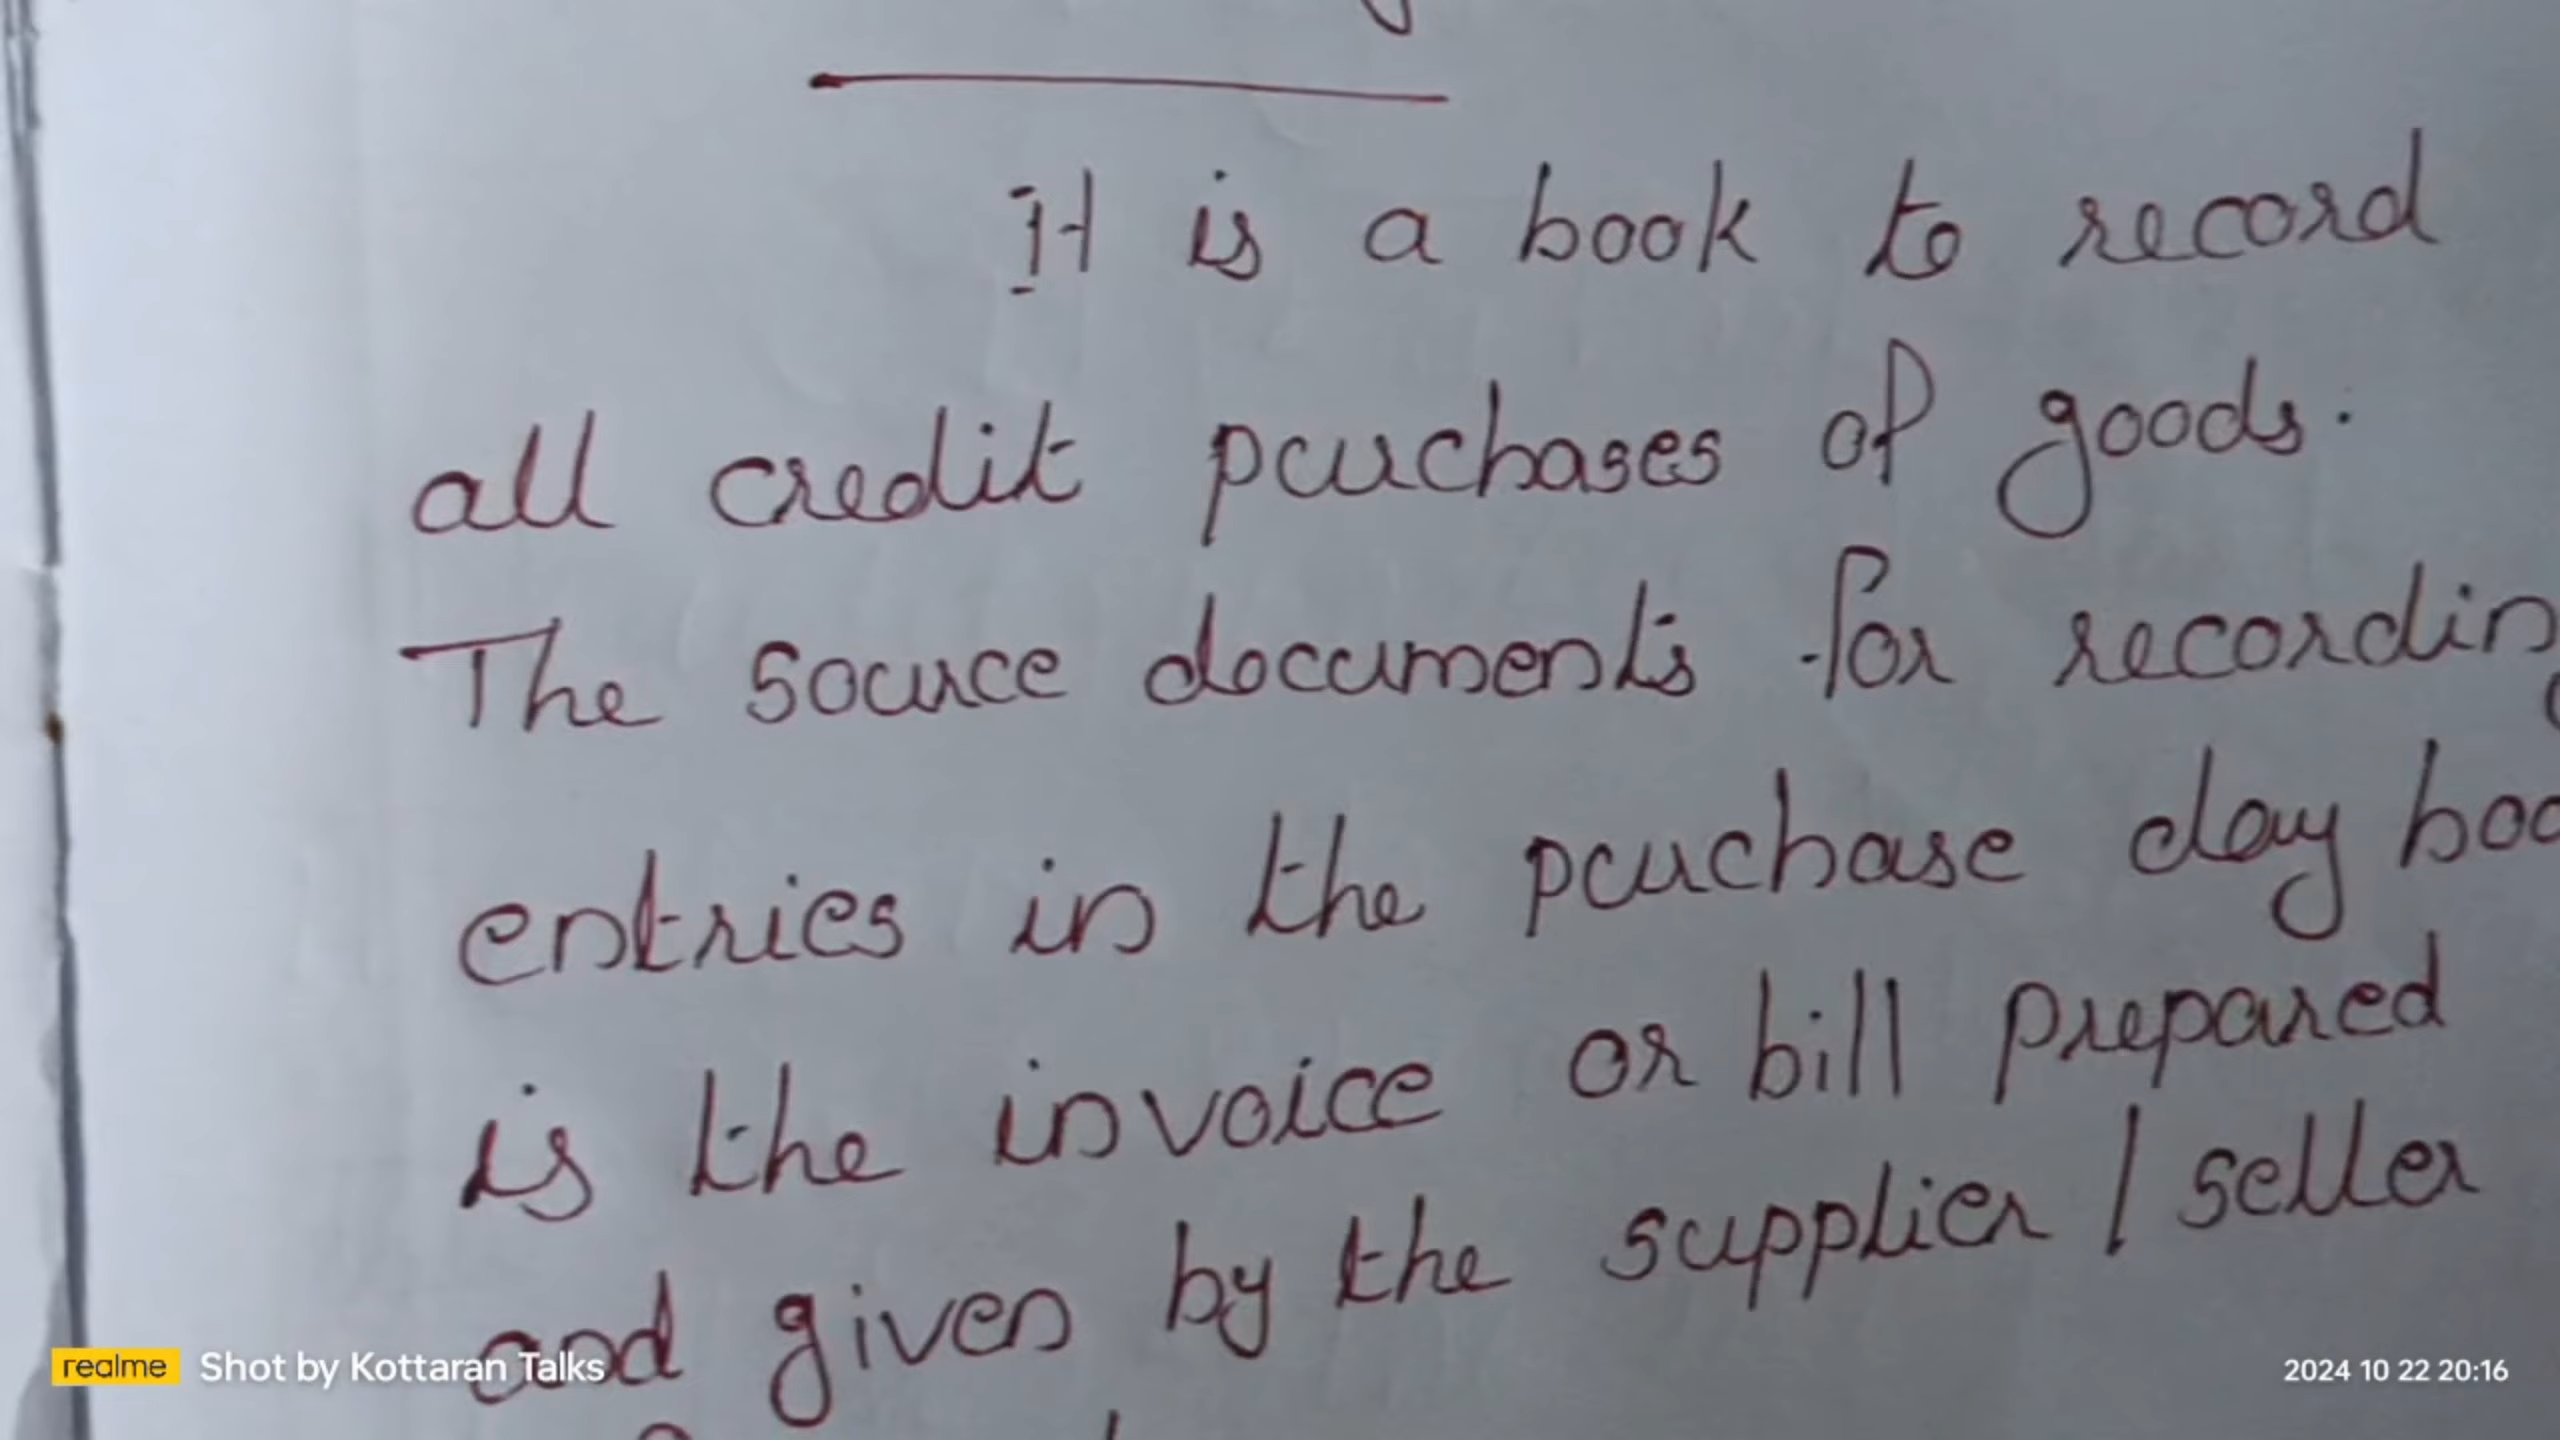 It is a book to record
all credit purchases of goods.
The source documents for recording
entries in the purchase day boo
is the invoice or bill prepared
and given by the supplier / seller
realme Shot by Kottaran Talks
2024 10 22 20:16